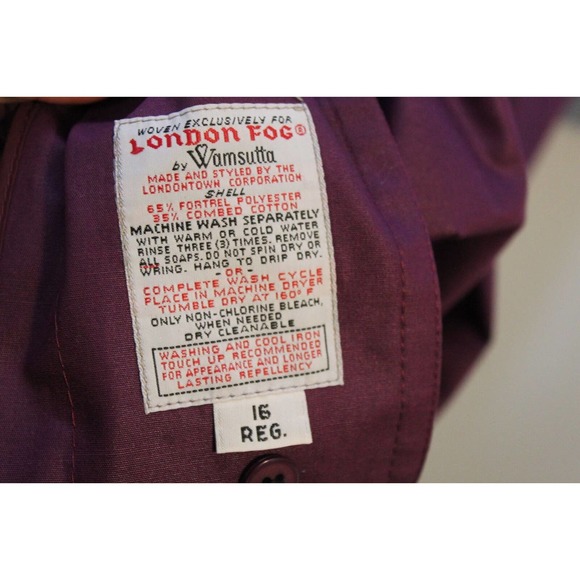 WOVEN EXCLUSIVELY FOR
LONDON FOG®
by Wamsutta
MADE AND STYLED BY THE
LONDONTOWN CORPORATION
SHELL
65% FORTREL POLYESTER
35% COMBED COTTON
MACHINE WASH SEPARATELY
WITH WARM OR COLD WATER
RINSE THREE (3) TIMES. REMOVE
ALL SOAPS. DO NOT SPIN DRY OR
WRING. HANG TO DRIP DRY.
-OR-
COMPLETE WASH CYCLE
PLACE IN MACHINE DRYER
TUMBLE DRY AT 160° F
ONLY NON-CHLORINE BLEACH,
WHEN NEEDED
DRY CLEANABLE
WASHING AND COOL IRON
TOUCH UP RECOMMENDED
FOR APPEARANCE AND LONGER
LASTING REPELLENCY
16
REG.